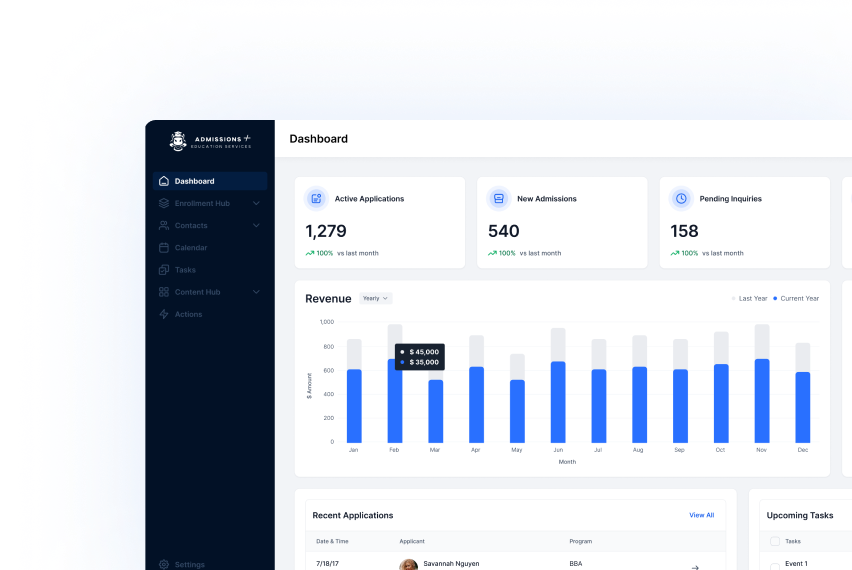 ADMISSIONS +
EDUCATION SERVICES
Dashboard
Enrollment Hub
Contacts
Calendar
Tasks
Content Hub
Actions
Settings
Dashboard
Active Applications
1,279
100% vs last month
New Admissions
540
100% vs last month
Pending Inquiries
158
100% vs last month
Revenue
Yearly
Last Year
Current Year
$ Amount
1,000
800
600
400
200
0
$ 45,000
$ 35,000
Jan Feb Mar Apr May Jun Jul Aug Sep Oct Nov Dec
Month
Recent Applications
View All
Date & Time Applicant Program
7/18/17 Savannah Nguyen BBA
Upcoming Tasks
Tasks
Event 1